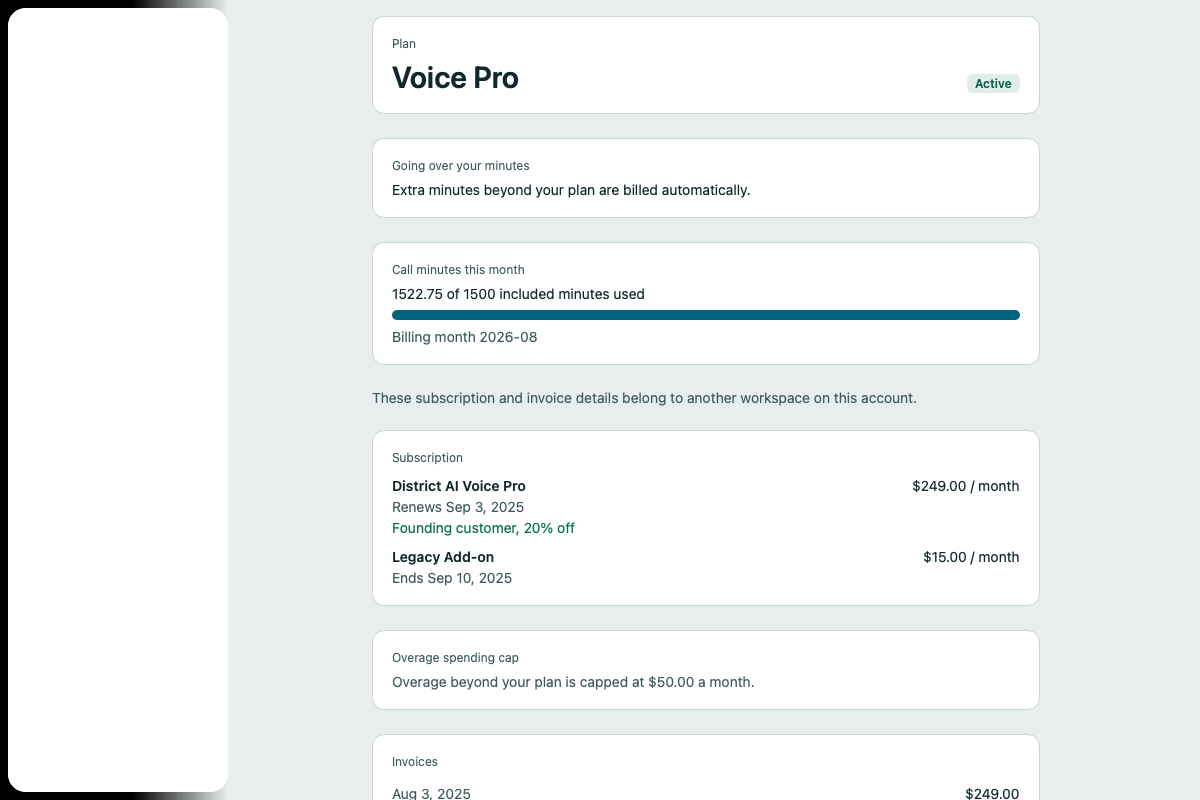 Plan
Voice Pro
Active
Going over your minutes
Extra minutes beyond your plan are billed automatically.
Call minutes this month
1522.75 of 1500 included minutes used
Billing month 2026-08
These subscription and invoice details belong to another workspace on this account.
Subscription
District AI Voice Pro $249.00 / month
Renews Sep 3, 2025
Founding customer, 20% off
Legacy Add-on $15.00 / month
Ends Sep 10, 2025
Overage spending cap
Overage beyond your plan is capped at $50.00 a month.
Invoices
Aug 3, 2025 $249.00